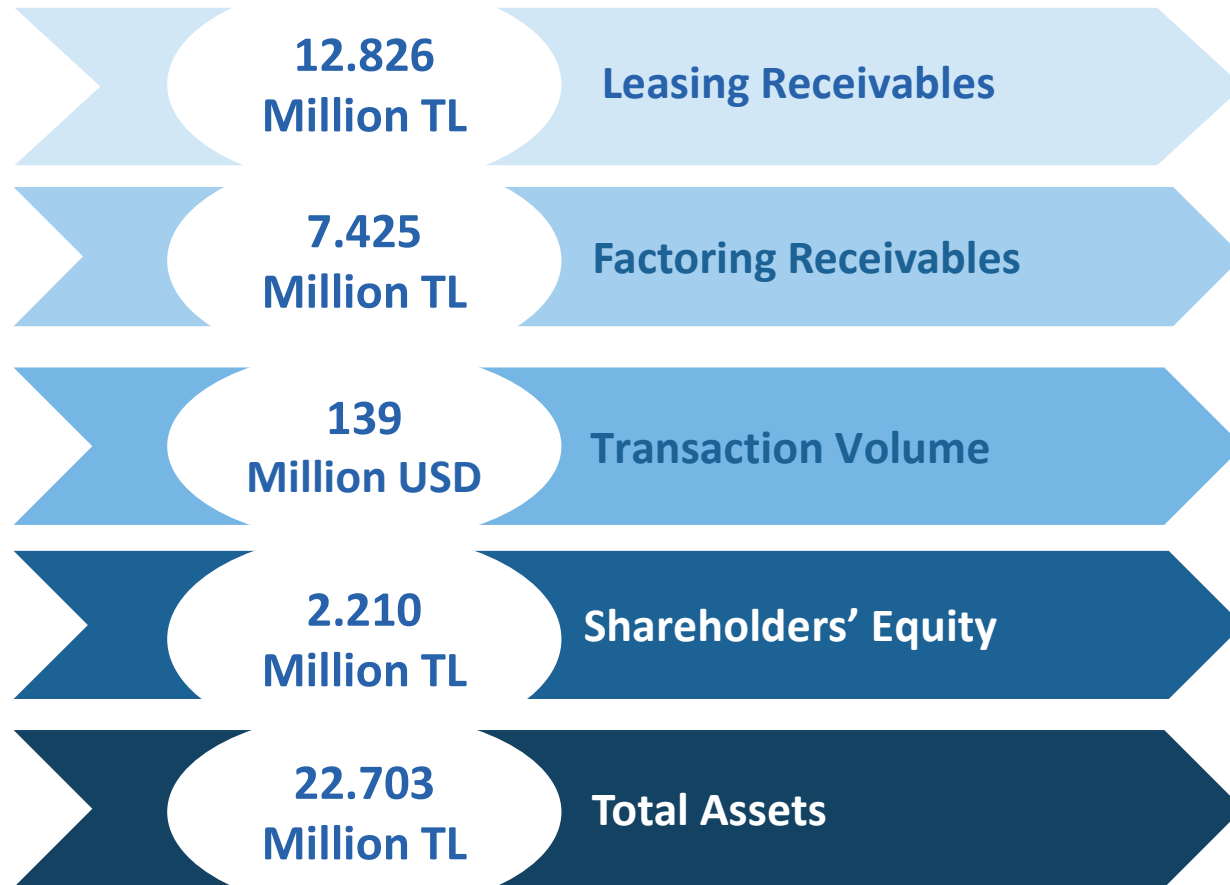 12.826
Million TL
Leasing Receivables
7.425
Million TL
Factoring Receivables
139
Million USD
Transaction Volume
2.210
Million TL
Shareholders’ Equity
22.703
Million TL
Total Assets